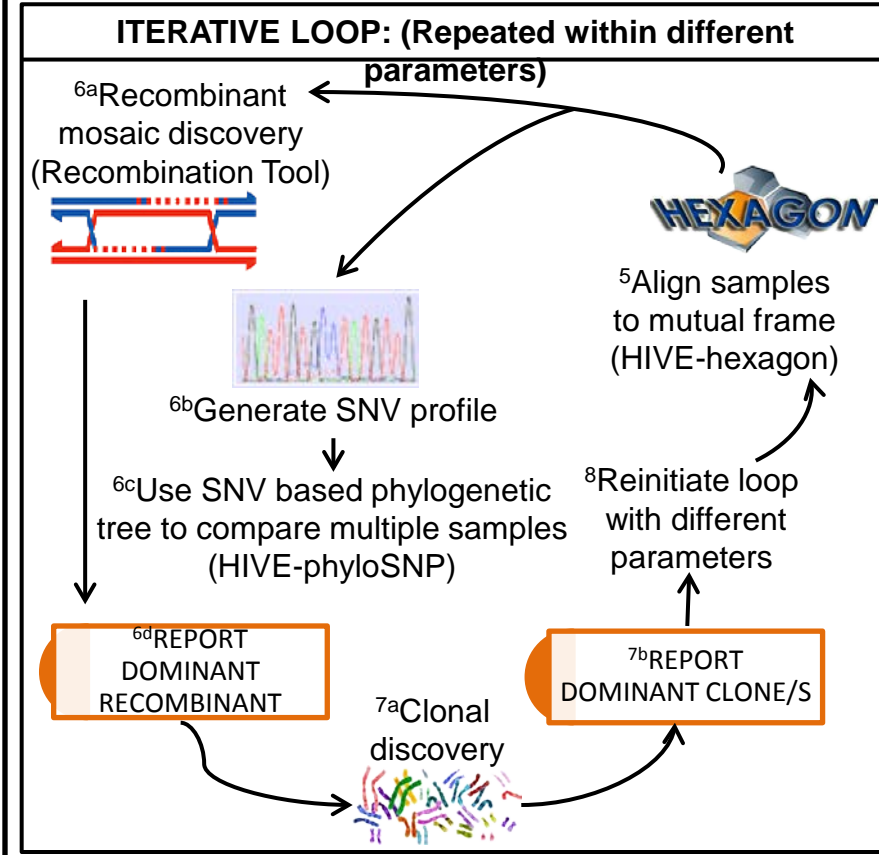 ITERATIVE LOOP: (Repeated within different
parameters)
6aRecombinant
mosaic discovery
(Recombination Tool)
HEXAGON
5Align samples
to mutual frame
(HIVE-hexagon)
6bGenerate SNV profile
6cUse SNV based phylogenetic
tree to compare multiple samples
(HIVE-phyloSNP)
8Reinitiate loop
with different
parameters
6dREPORT
DOMINANT
RECOMBINANT
7aClonal
discovery
7bREPORT
DOMINANT CLONE/S